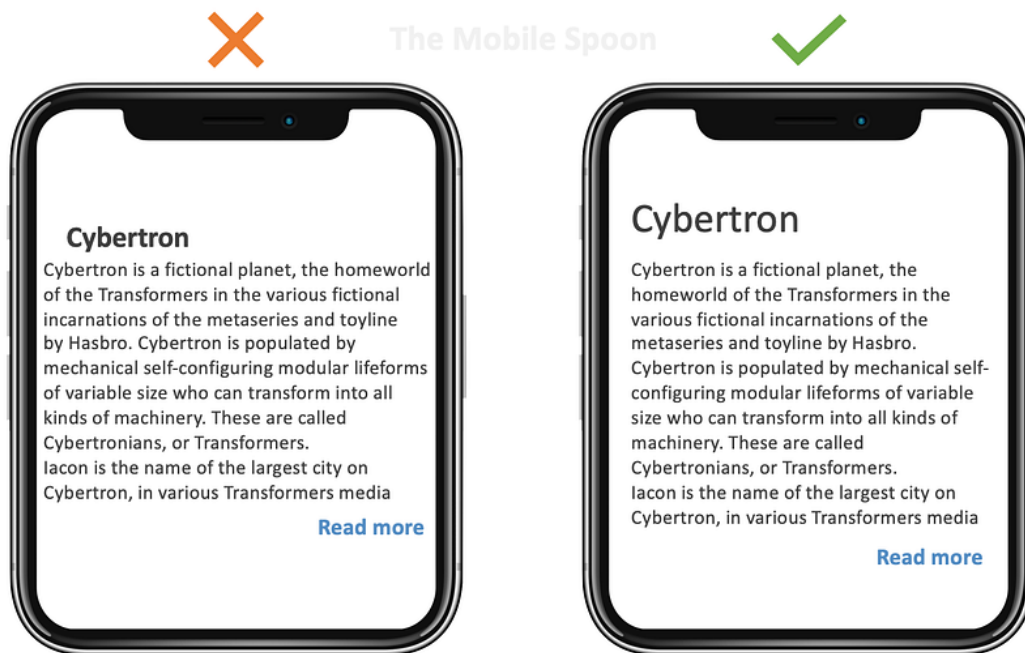 The Mobile Spoon
Cybertron
Cybertron is a fictional planet, the homeworld
of the Transformers in the various fictional
incarnations of the metaseries and toyline
by Hasbro. Cybertron is populated by
mechanical self-configuring modular lifeforms
of variable size who can transform into all
kinds of machinery. These are called
Cybertronians, or Transformers.
Iacon is the name of the largest city on
Cybertron, in various Transformers media
Read more
Cybertron
Cybertron is a fictional planet, the
homeworld of the Transformers in the
various fictional incarnations of the
metaseries and toyline by Hasbro.
Cybertron is populated by mechanical self-
configuring modular lifeforms of variable
size who can transform into all kinds of
machinery. These are called
Cybertronians, or Transformers.
Iacon is the name of the largest city on
Cybertron, in various Transformers media
Read more